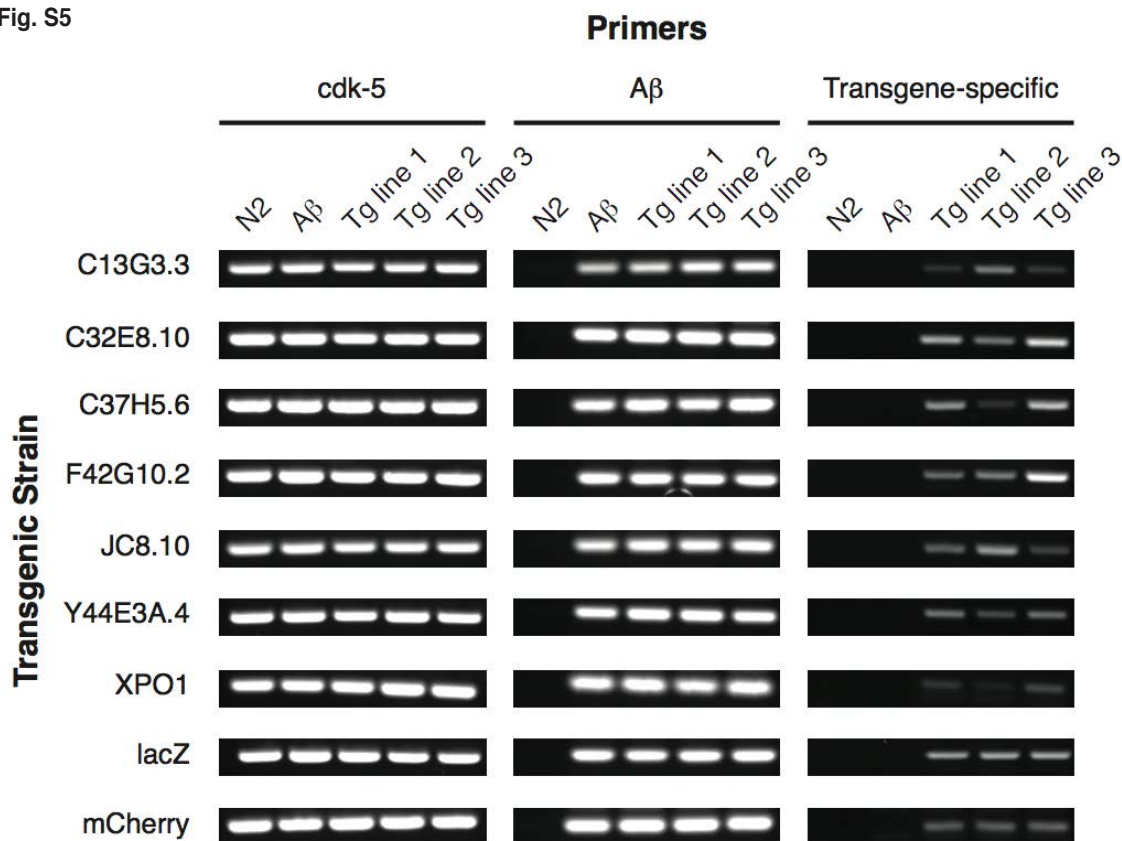 Fig. S5
Primers
cdk-5 Aβ Transgene-specific
N2 Aβ Tg line 1 Tg line 2 Tg line 3 N2 Aβ Tg line 1 Tg line 2 Tg line 3 N2 Aβ Tg line 1 Tg line 2 Tg line 3
Transgenic Strain
C13G3.3
C32E8.10
C37H5.6
F42G10.2
JC8.10
Y44E3A.4
XPO1
lacZ
mCherry